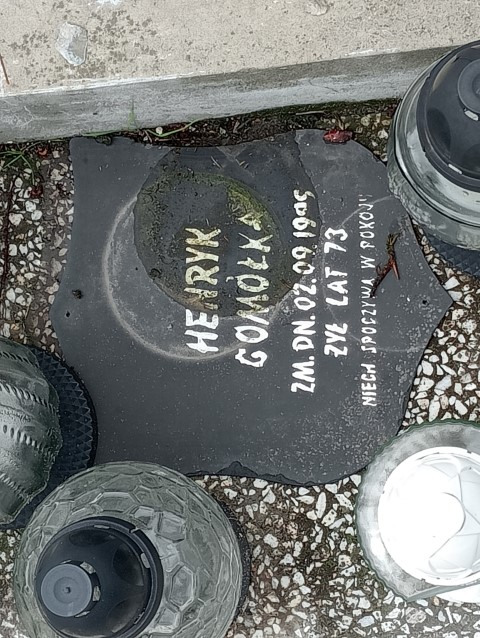 HENRYK
GOMÓŁKA
ZM. DN. 02.09.1995
ŻYŁ LAT 73
NIECH SPOCZYWA W POKOJU